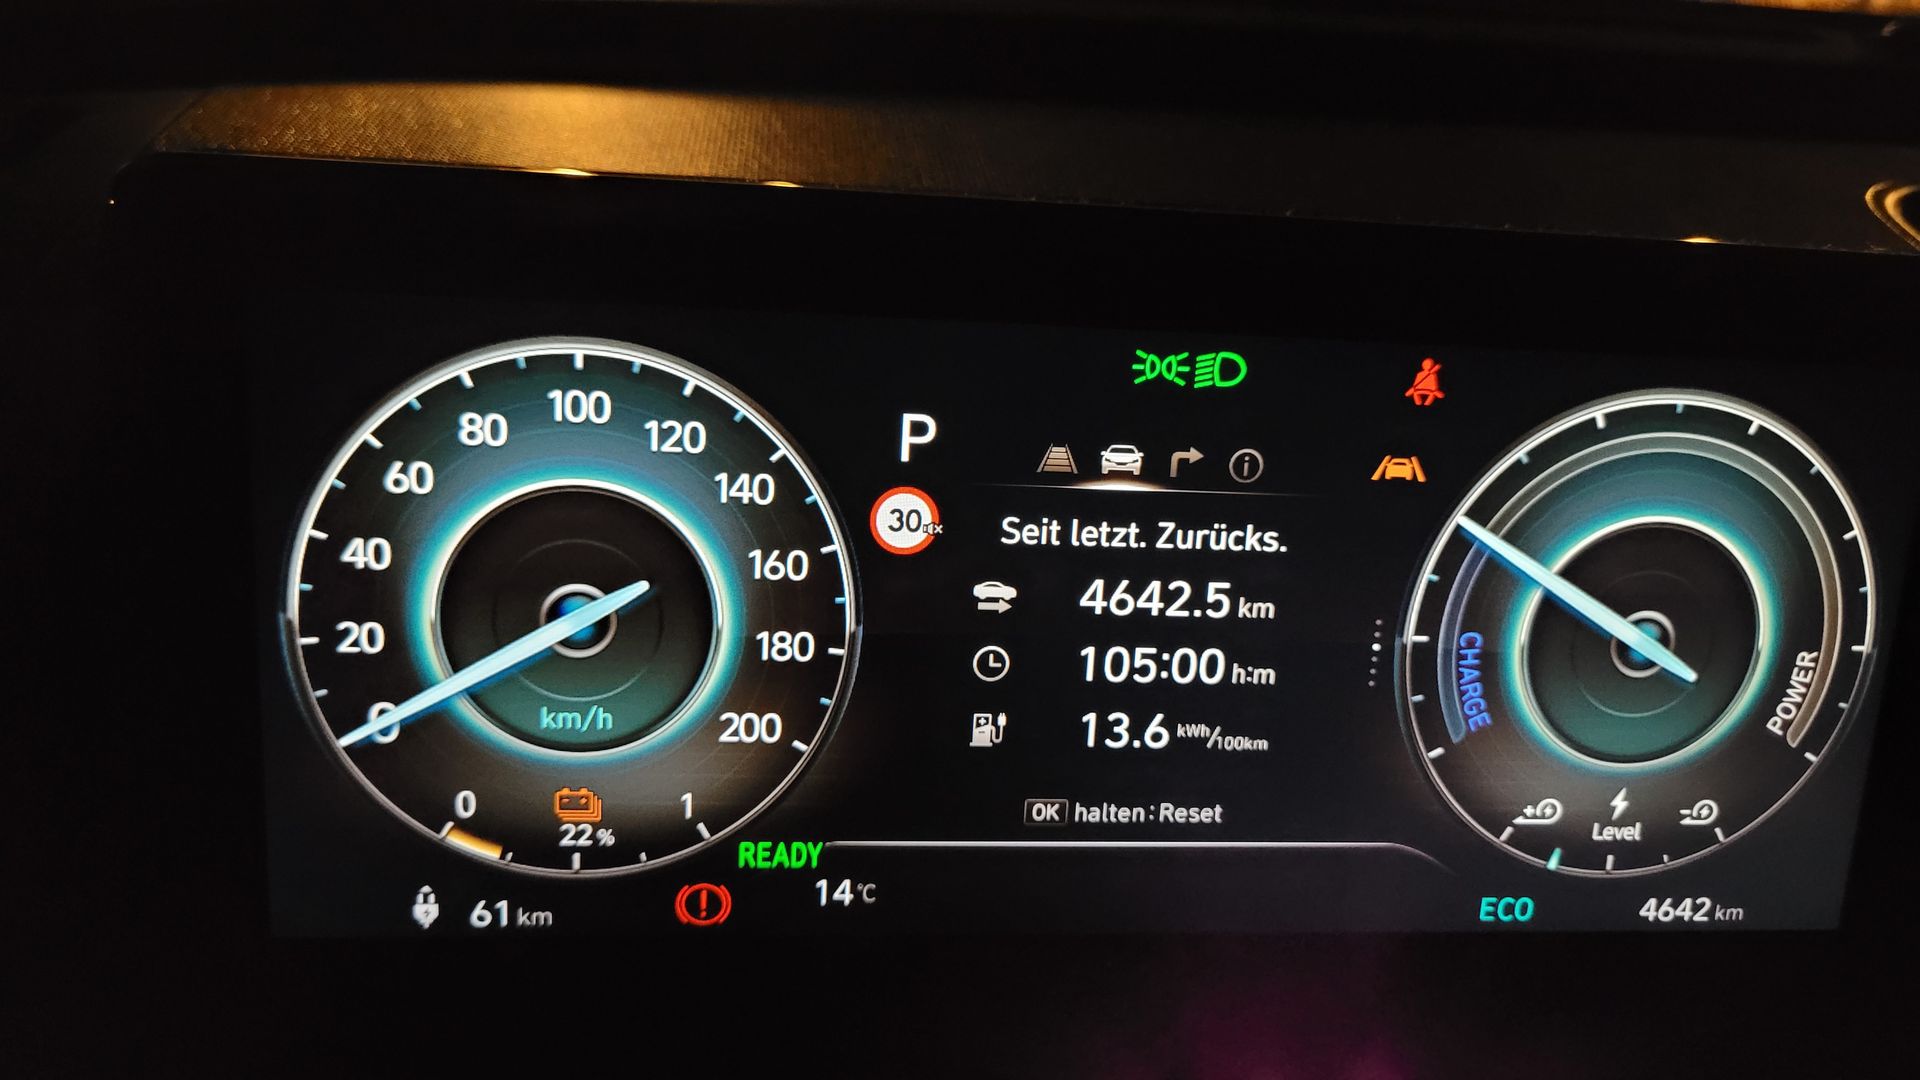 0
20
40
60
80
100
120
140
160
180
200
km/h
0
1
22%
61 km
READY
14°C
P
30
Seit letzt. Zurücks.
4642.5 km
105:00 h:m
13.6 kWh/100km
OK halten:Reset
CHARGE
POWER
Level
ECO
4642 km